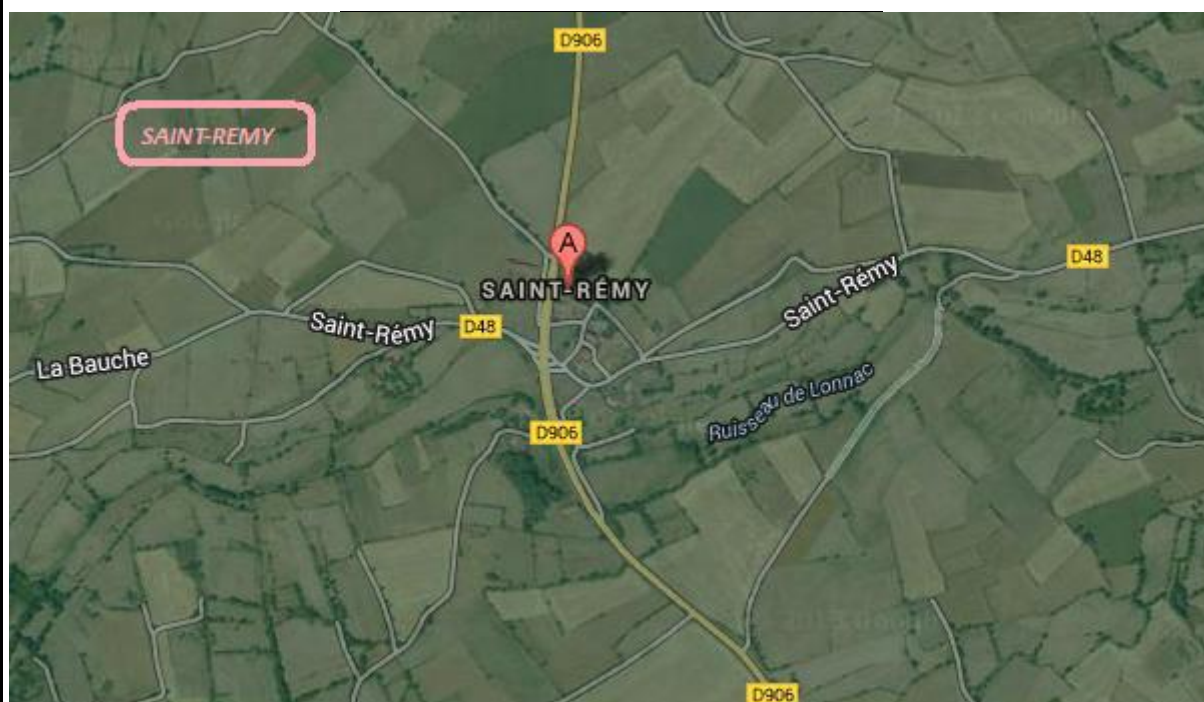 D906
SAINT-REMY
A
SAINT-RÉMY
D48
Saint-Rémy
Saint-Rémy
D48
La Bauche
Ruisseau de Lonnac
D906
D906